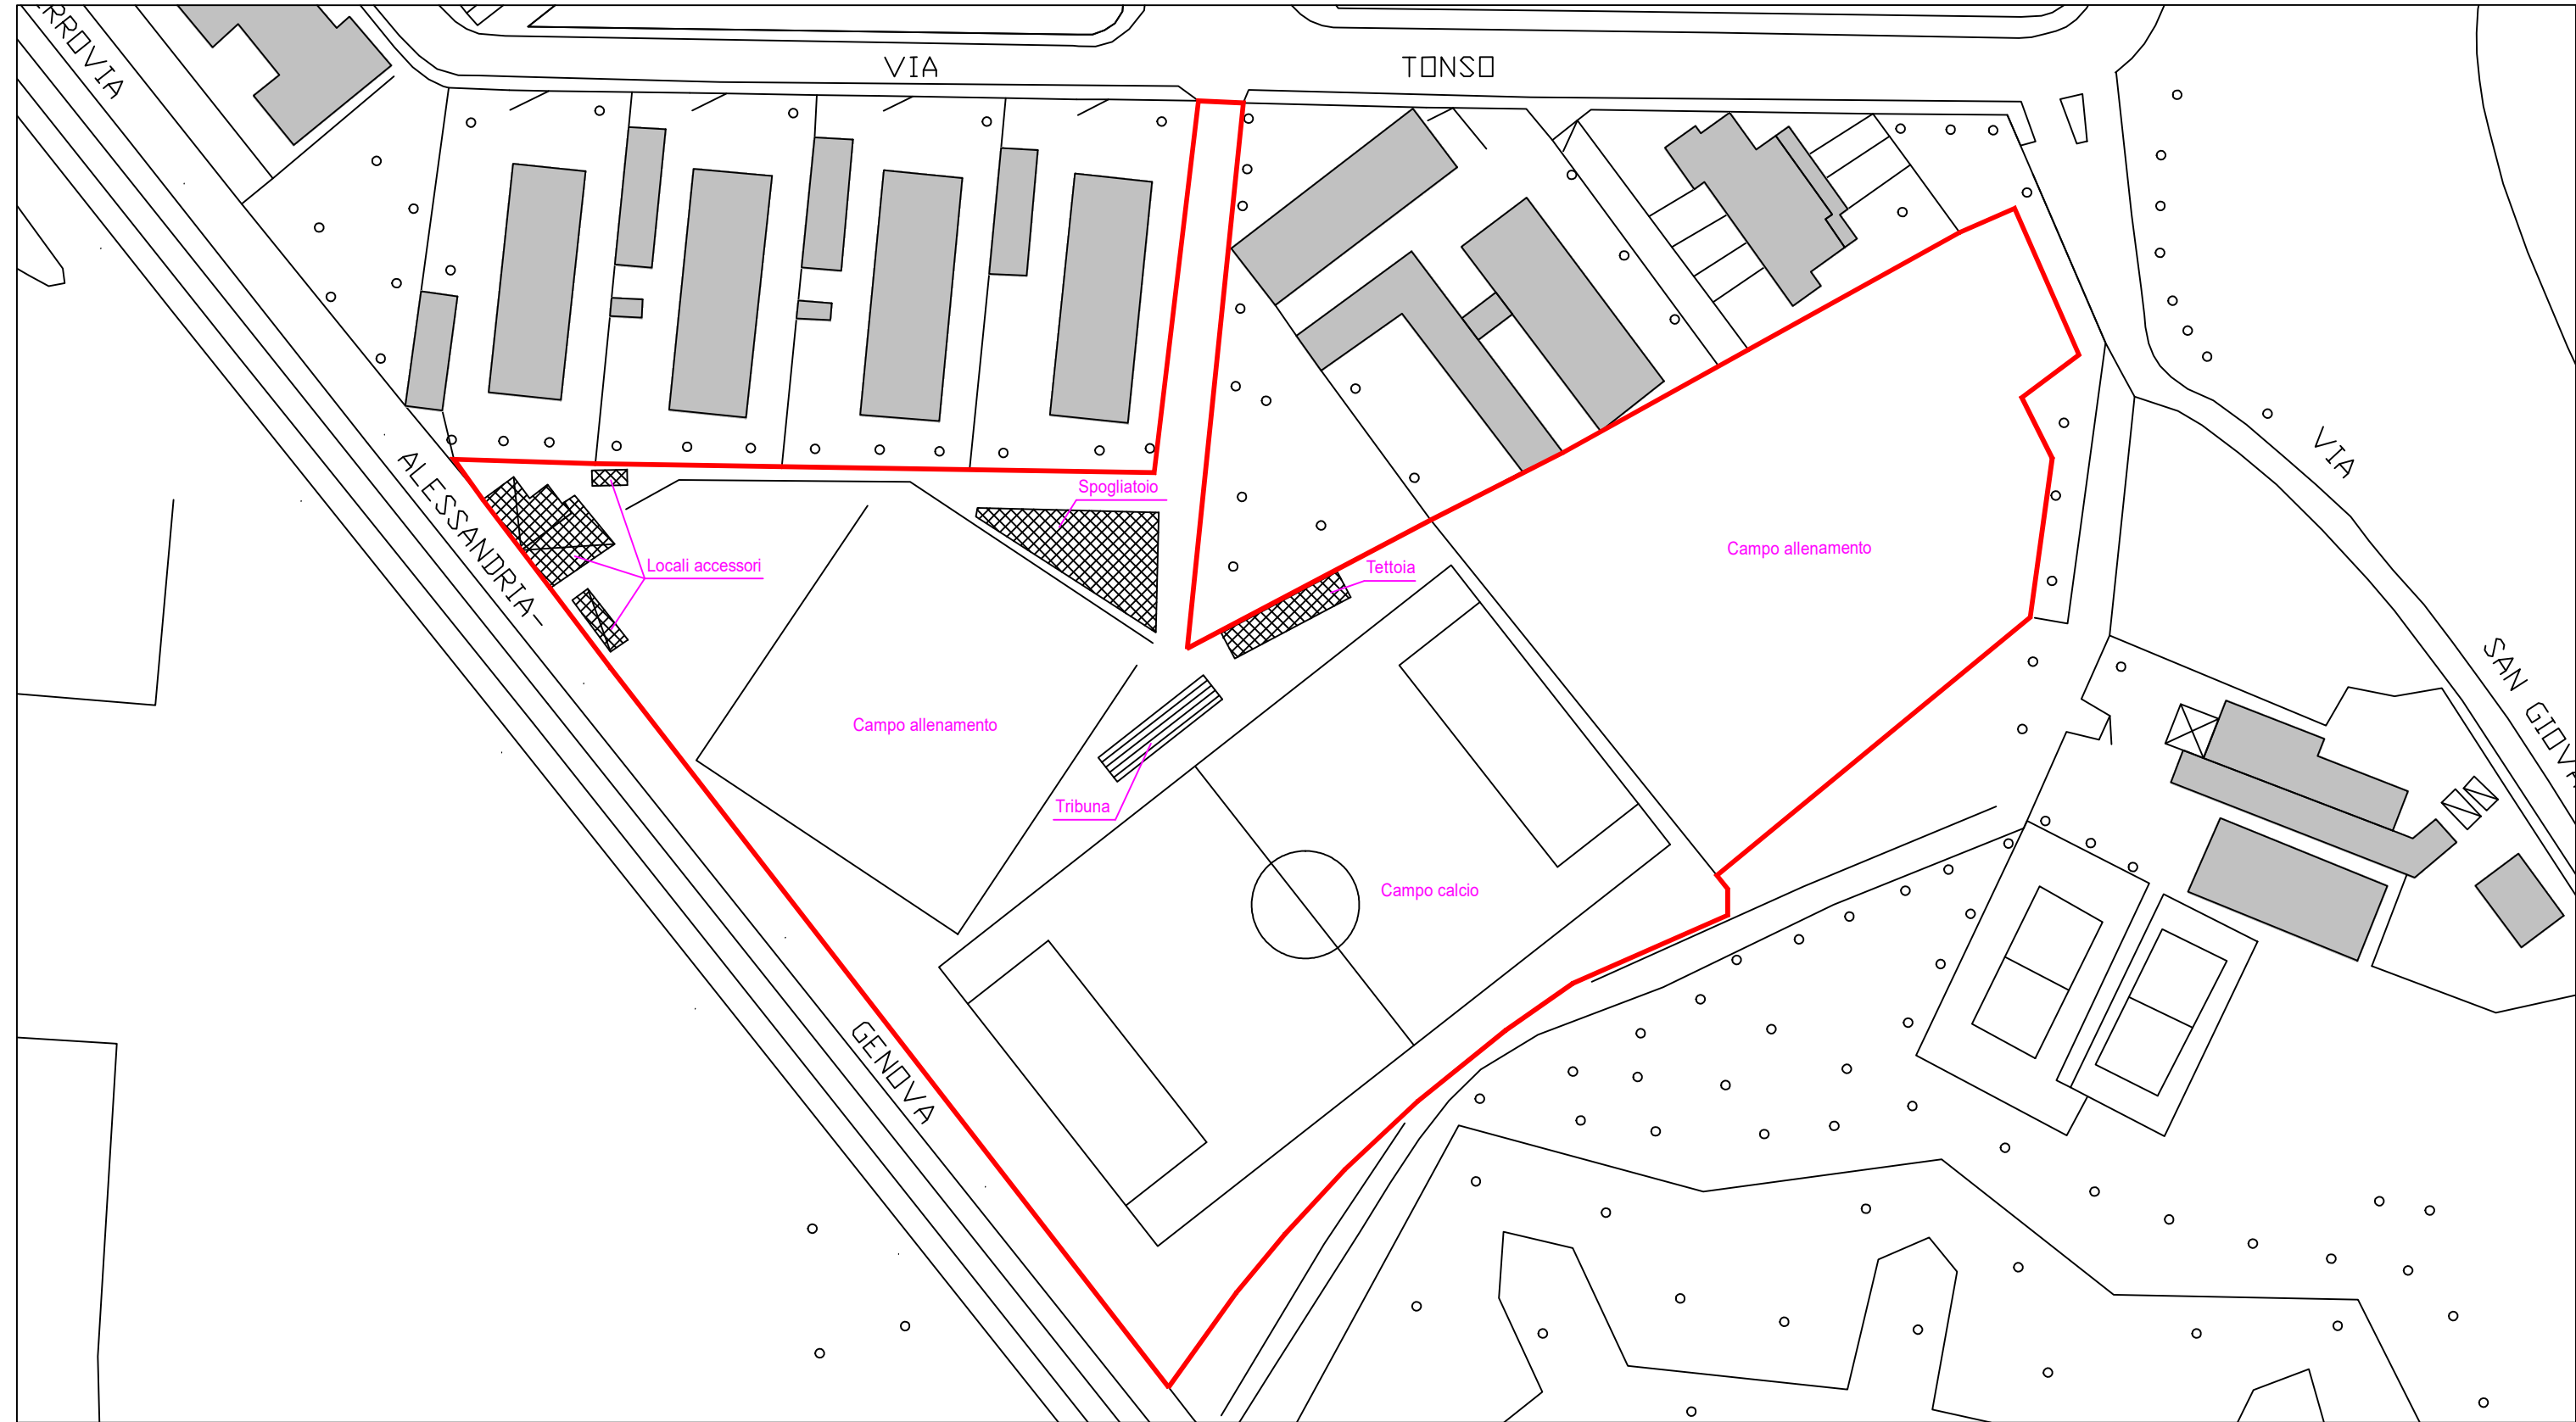 RROVIA
VIA
TONSO
ALESSANDRIA-
GENOVA
VIA
SAN GIOV
Spogliatoio
Locali accessori
Tettoia
Campo allenamento
Campo allenamento
Tribuna
Campo calcio